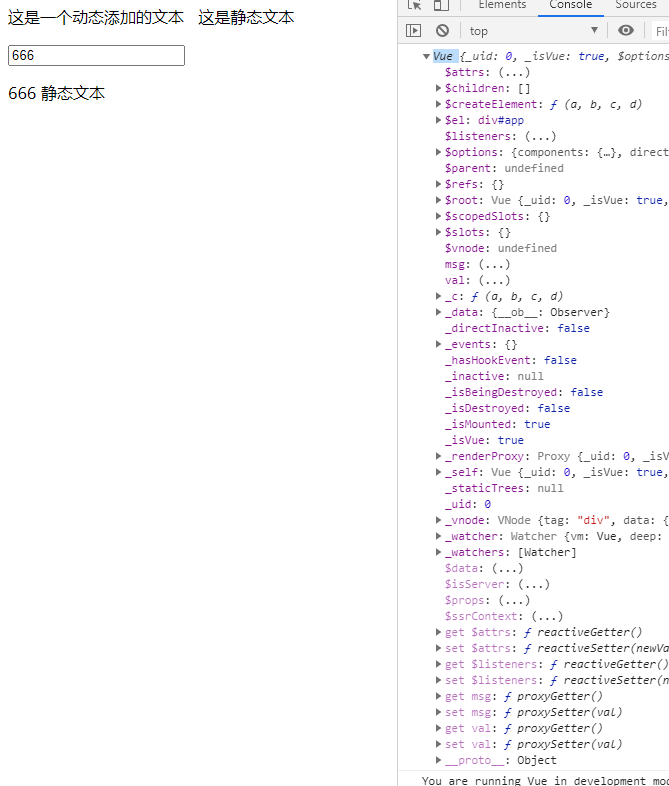 这是一个动态添加的文本 这是静态文本
666
666 静态文本
Elements Console Sources
top
Vue {_uid: 0, _isVue: true, $options
$attrs: (...)
$children: []
$createElement: ƒ (a, b, c, d)
$el: div#app
$listeners: (...)
$options: {components: {…}, direct
$parent: undefined
$refs: {}
$root: Vue {_uid: 0, _isVue: true,
$scopedSlots: {}
$slots: {}
$vnode: undefined
msg: (...)
val: (...)
_c: ƒ (a, b, c, d)
_data: {__ob__: Observer}
_directInactive: false
_events: {}
_hasHookEvent: false
_inactive: null
_isBeingDestroyed: false
_isDestroyed: false
_isMounted: true
_isVue: true
_renderProxy: Proxy {_uid: 0, _isV
_self: Vue {_uid: 0, _isVue: true,
_staticTrees: null
_uid: 0
_vnode: VNode {tag: "div", data: {
_watcher: Watcher {vm: Vue, deep:
_watchers: [Watcher]
$data: (...)
$isServer: (...)
$props: (...)
$ssrContext: (...)
get $attrs: ƒ reactiveGetter()
set $attrs: ƒ reactiveSetter(newVa
get $listeners: ƒ reactiveGetter()
set $listeners: ƒ reactiveSetter(n
get msg: ƒ proxyGetter()
set msg: ƒ proxySetter(val)
get val: ƒ proxyGetter()
set val: ƒ proxySetter(val)
__proto__: Object
You are running Vue in development mod